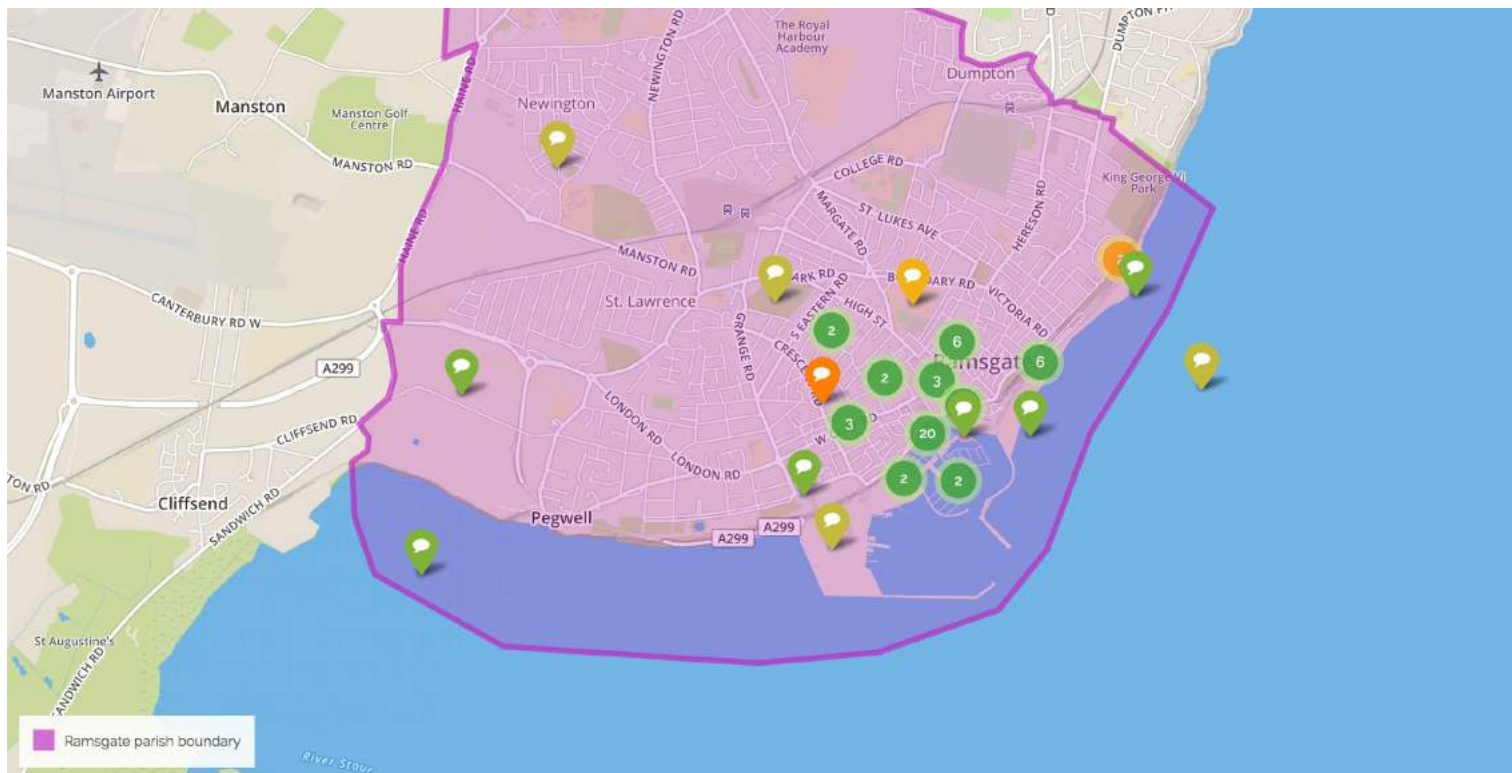 The Royal
Harbour
Academy
DUMPTON
Dumpton
NEWINGTON RD
HAINE RD
Manston Airport
Manston
Manston Golf
Centre
Newington
MANSTON RD
COLLEGE RD
King George VI
Park
HERESON RD
MARGATE RD
ST. LUKES AVE
HAINE RD
MANSTON RD
St. Lawrence
S EASTERN RD
HIGH ST
VICTORIA RD
CANTERBURY RD W
GRANGE RD
2
6
6
2
3
A299
3
20
LONDON RD
LONDON RD
CLIFFSEND RD
2
2
Cliffsend
SANDWICH RD
Pegwell
A299
A299
St Augustine's
SANDWICH RD
Ramsgate parish boundary
River Stour